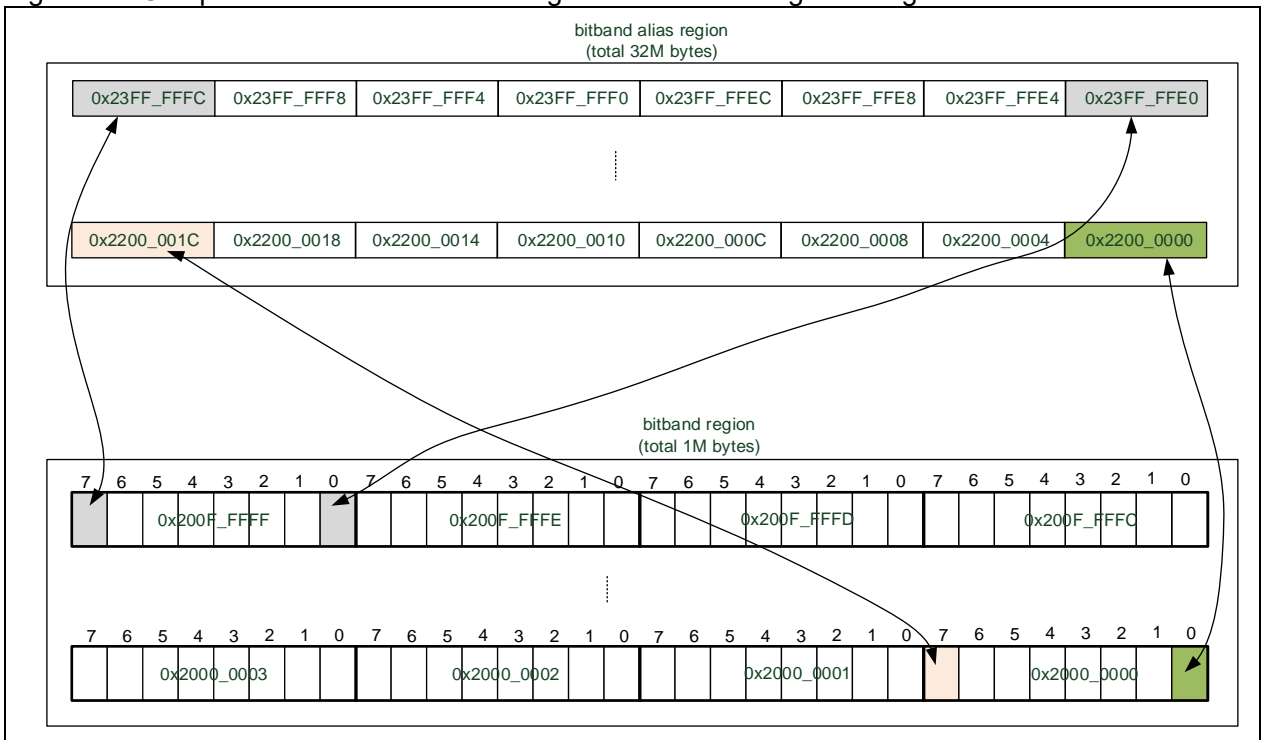 bitband alias region
(total 32M bytes)
0x23FF_FFFC 0x23FF_FFF8 0x23FF_FFF4 0x23FF_FFF0 0x23FF_FFEC 0x23FF_FFE8 0x23FF_FFE4 0x23FF_FFE0
0x2200_001C 0x2200_0018 0x2200_0014 0x2200_0010 0x2200_000C 0x2200_0008 0x2200_0004 0x2200_0000
bitband region
(total 1M bytes)
7 6 5 4 3 2 1 0 7 6 5 4 3 2 1 0 7 6 5 4 3 2 1 0 7 6 5 4 3 2 1 0
0x200F_FFFF 0x200F_FFFE 0x200F_FFFD 0x200F_FFFC
7 6 5 4 3 2 1 0 7 6 5 4 3 2 1 0 7 6 5 4 3 2 1 0 7 6 5 4 3 2 1 0
0x2000_0003 0x2000_0002 0x2000_0001 0x2000_0000